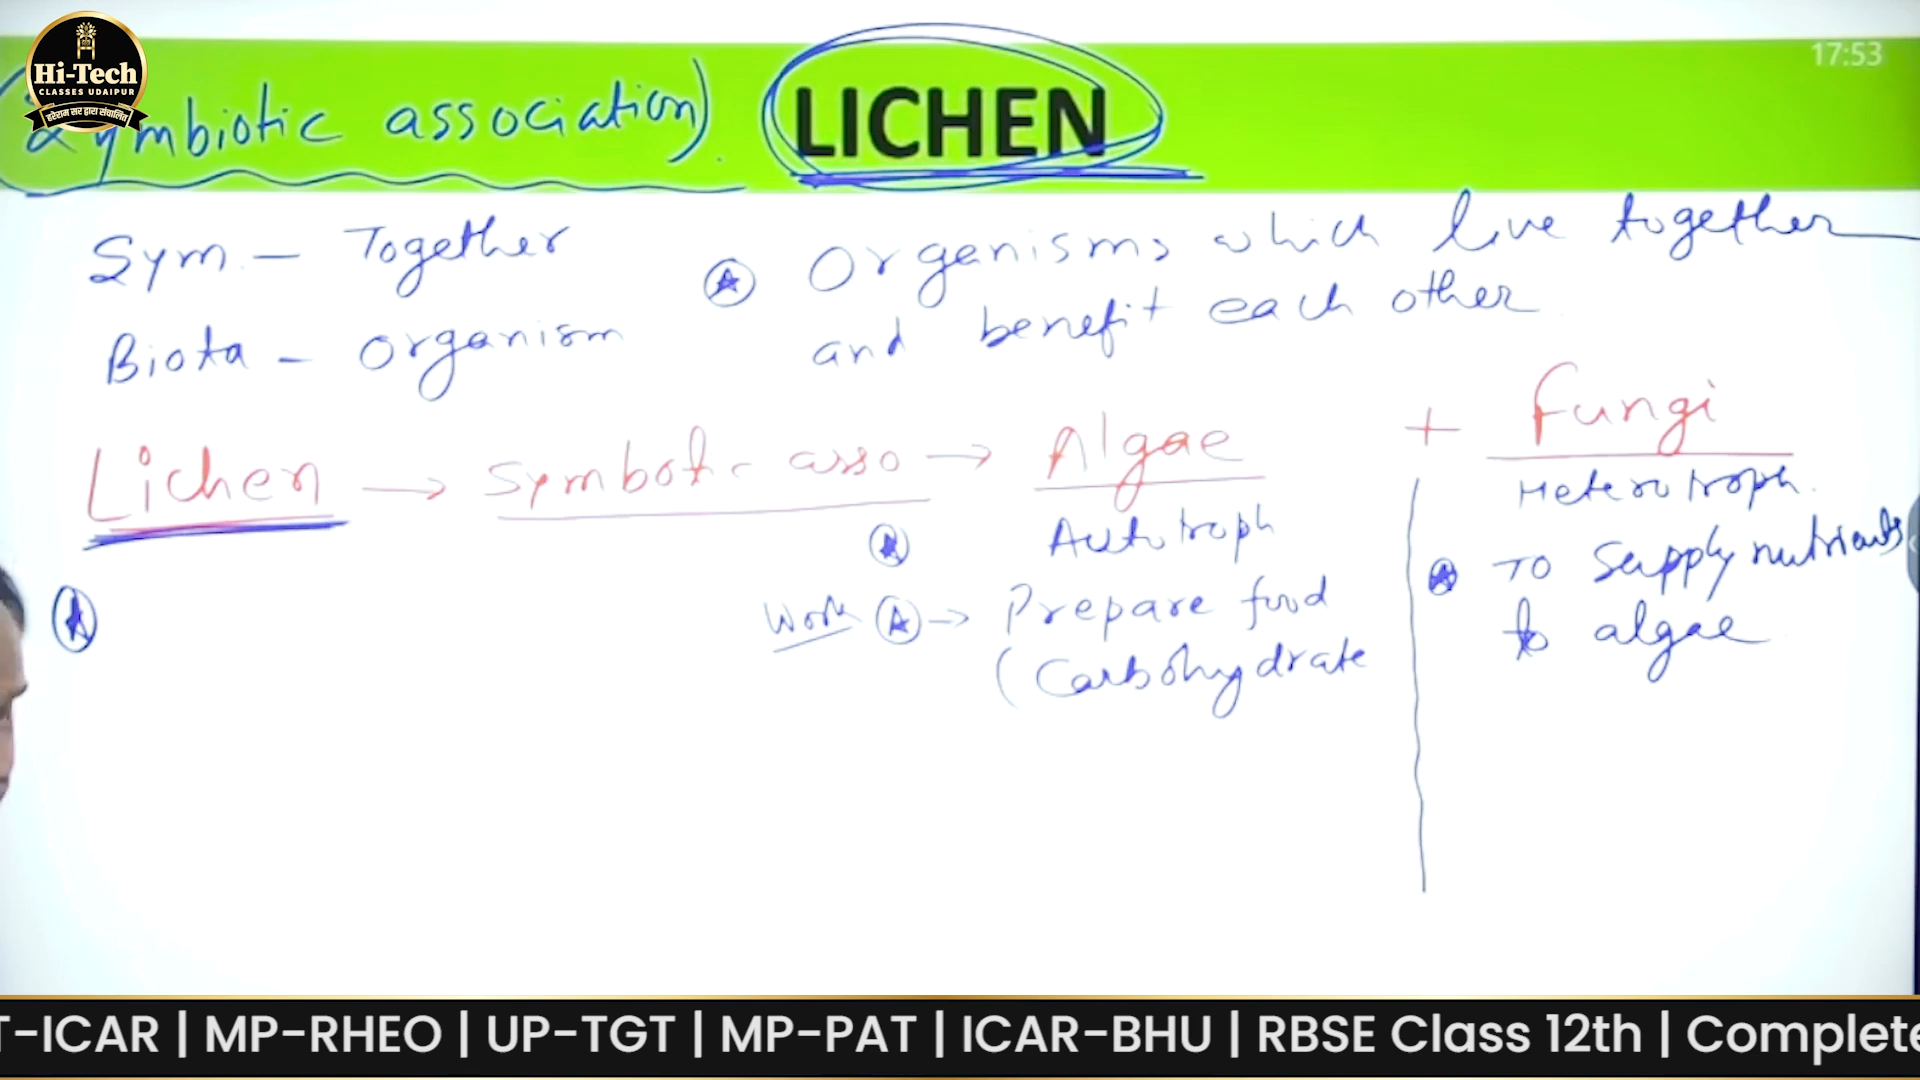 Hi-Tech
CLASSES UDAIPUR
हरेराम सर द्वारा संचालित
17:53
Symbiotic association)
LICHEN
Sym. - Together
Biota - Organism
Organisms which live together
and benefit each other
Lichen → Symbotic asso → Algae + Fungi
Autotroph
Heterotroph.
Work → Prepare food
(Carbohydrate
To supply nutrients
to algae
T-ICAR | MP-RHEO | UP-TGT | MP-PAT | ICAR-BHU | RBSE Class 12th | Complete